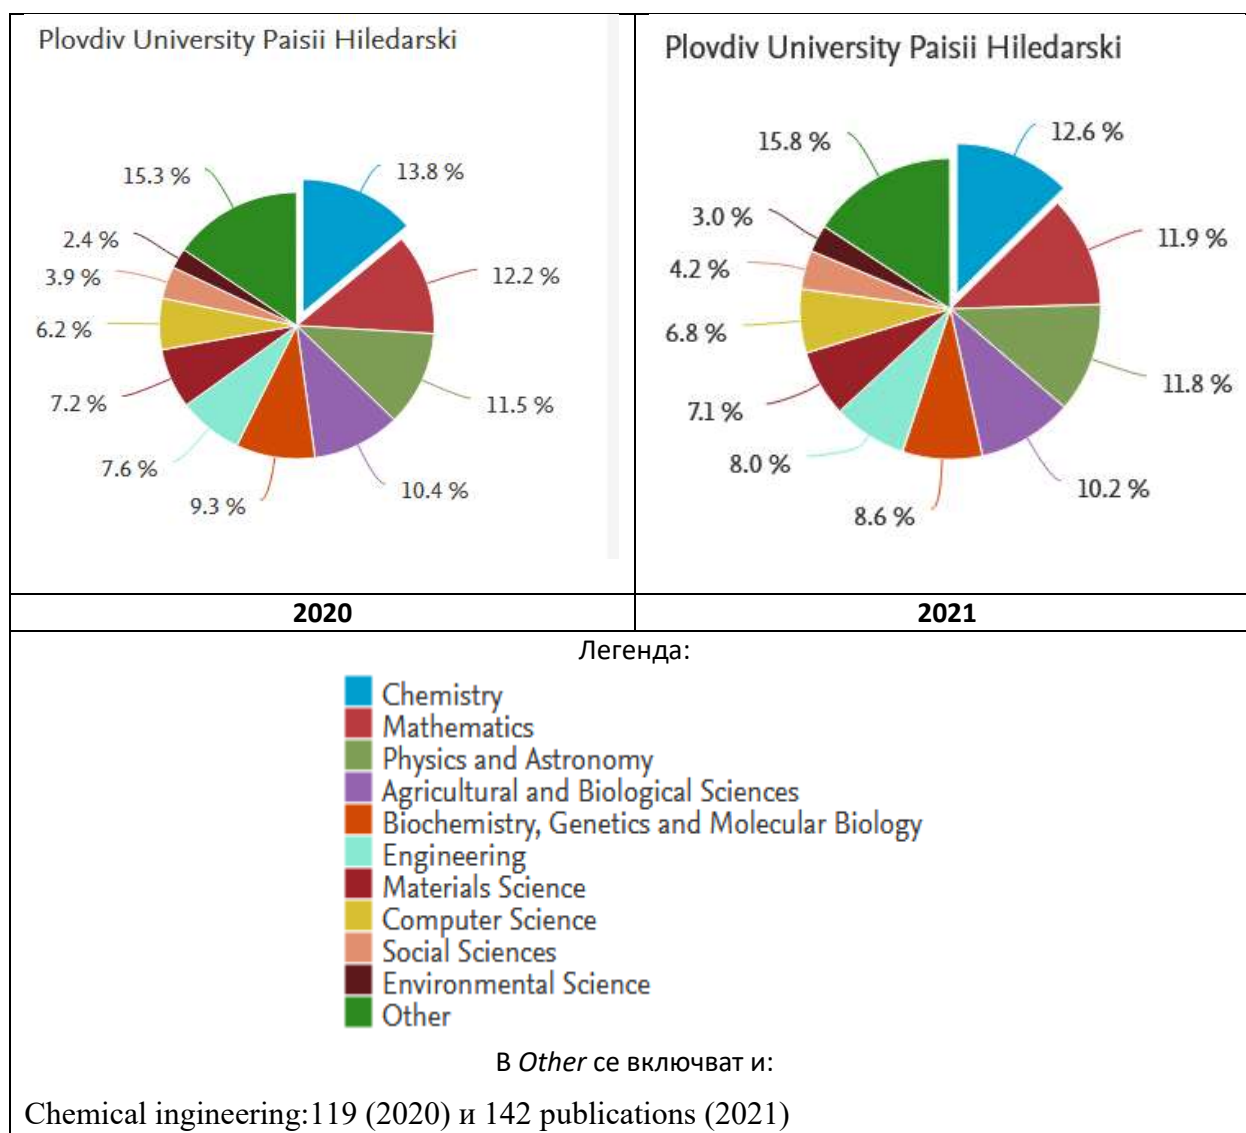 Plovdiv University Paisii Hiledarski
15.3 %
13.8 %
2.4 %
3.9 %
12.2 %
6.2 %
7.2 %
11.5 %
7.6 %
10.4 %
9.3 %
2020
Plovdiv University Paisii Hiledarski
12.6 %
15.8 %
3.0 %
11.9 %
4.2 %
6.8 %
11.8 %
7.1 %
8.0 %
10.2 %
8.6 %
2021
Легенда:
Chemistry
Mathematics
Physics and Astronomy
Agricultural and Biological Sciences
Biochemistry, Genetics and Molecular Biology
Engineering
Materials Science
Computer Science
Social Sciences
Environmental Science
Other
В Other се включват и:
Chemical ingineering:119 (2020) и 142 publications (2021)